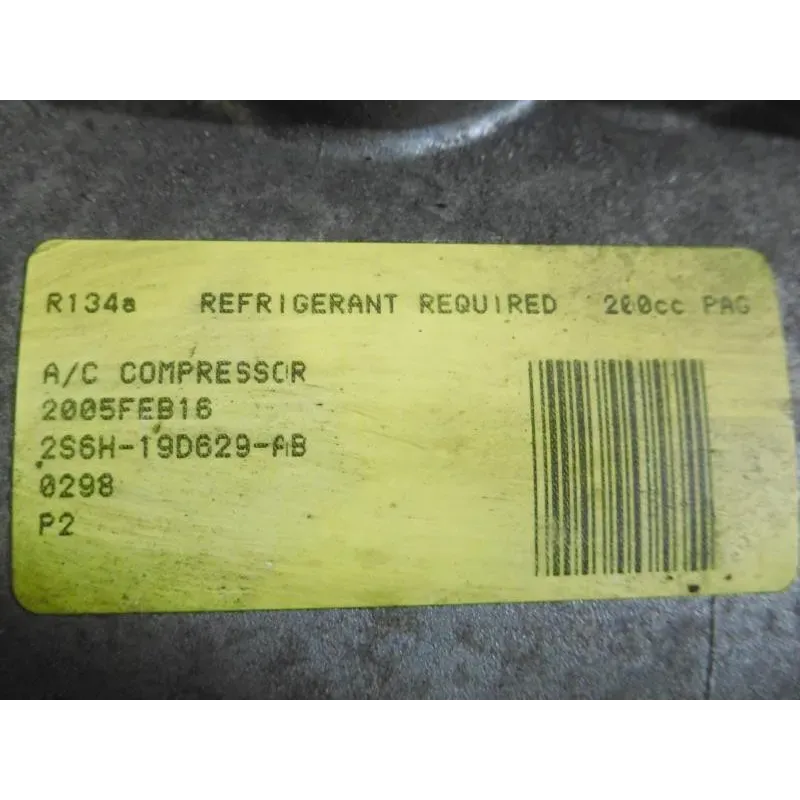 R134a REFRIGERANT REQUIRED 200cc PAG
A/C COMPRESSOR
2005FEB16
2S6H-19D629-AB
0298
P2